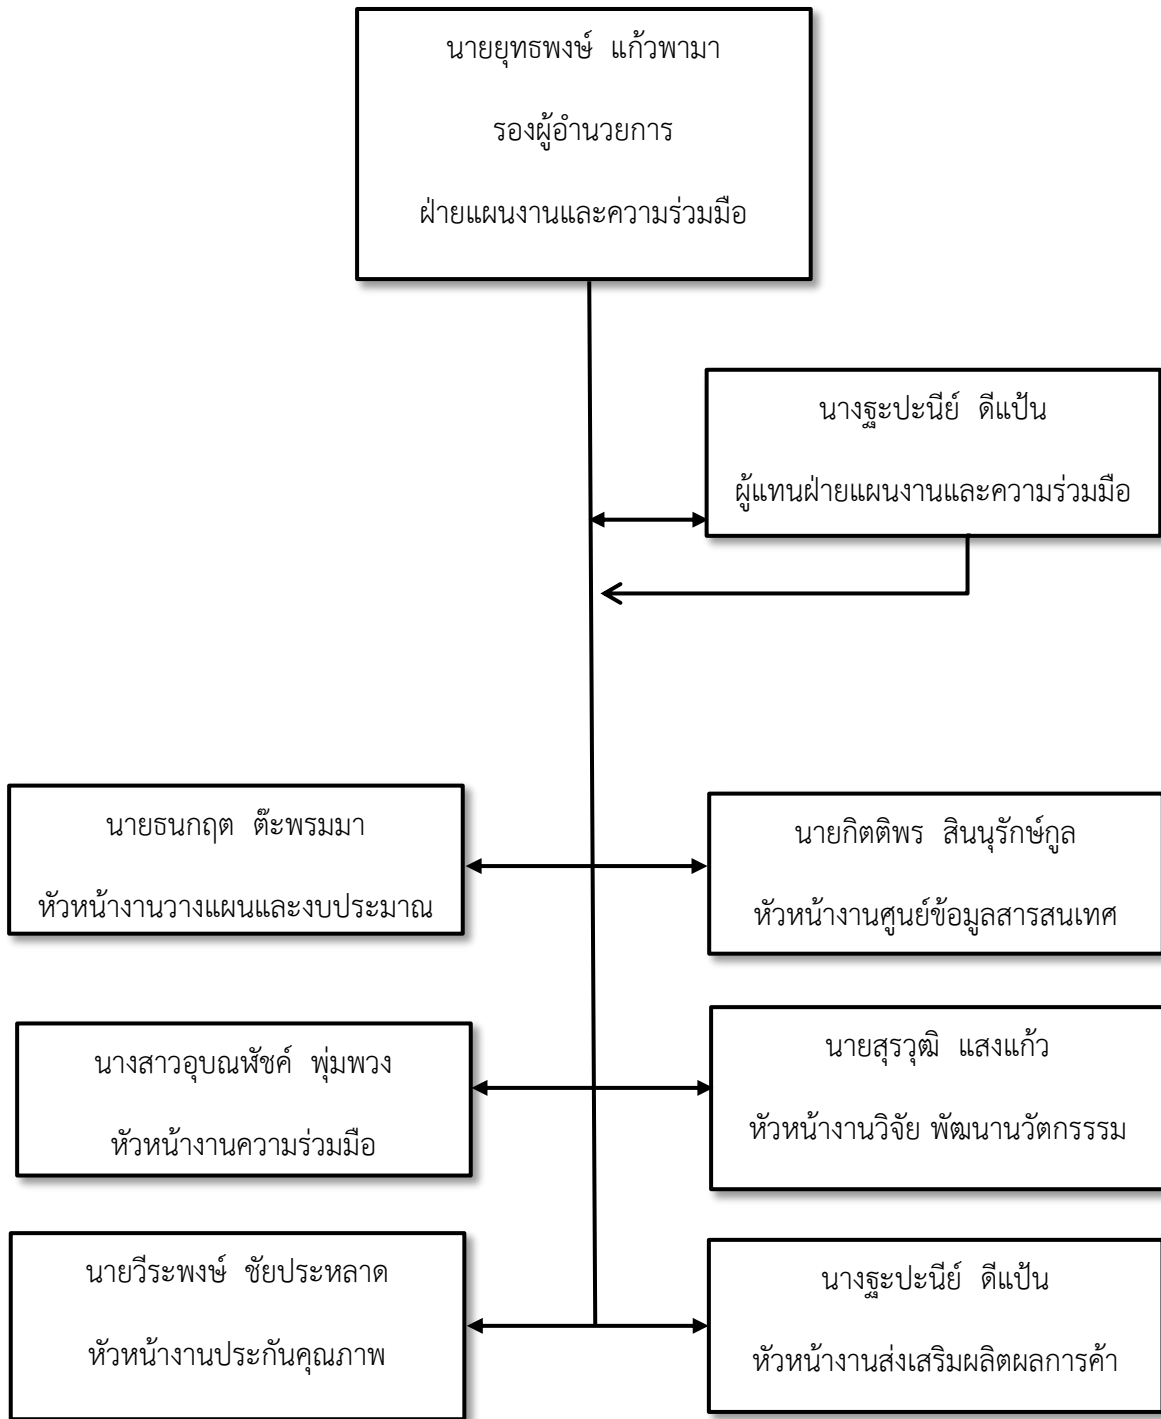 นายยุทธพงษ์ แก้วพามา
รองผู้อำนวยการ
ฝ่ายแผนงานและความร่วมมือ
นางฐะปะนีย์ ดีแป้น
ผู้แทนฝ่ายแผนงานและความร่วมมือ
นายธนกฤต ต๊ะพรมมา
หัวหน้างานวางแผนและงบประมาณ
นายกิตติพร สินนุรักษ์กูล
หัวหน้างานศูนย์ข้อมูลสารสนเทศ
นางสาวอุบณฬัชค์ พุ่มพวง
หัวหน้างานความร่วมมือ
นายสุรวุฒิ แสงแก้ว
หัวหน้างานวิจัย พัฒนานวัตกรรรม
นายวีระพงษ์ ชัยประหลาด
หัวหน้างานประกันคุณภาพ
นางฐะปะนีย์ ดีแป้น
หัวหน้างานส่งเสริมผลิตผลการค้า